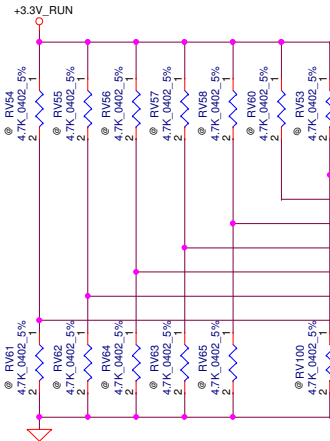 +3.3V_RUN
@ RV54
4.7K_0402_5%
1
2
@ RV55
4.7K_0402_5%
1
2
@ RV56
4.7K_0402_5%
1
2
@ RV57
4.7K_0402_5%
1
2
@ RV58
4.7K_0402_5%
1
2
@ RV60
4.7K_0402_5%
1
2
@ RV53
4.7K_0402_5%
1
2
@ RV61
4.7K_0402_5%
1
2
@ RV62
4.7K_0402_5%
1
2
@ RV64
4.7K_0402_5%
1
2
@ RV63
4.7K_0402_5%
1
2
@ RV65
4.7K_0402_5%
1
2
@ RV100
4.7K_0402_5%
1
2